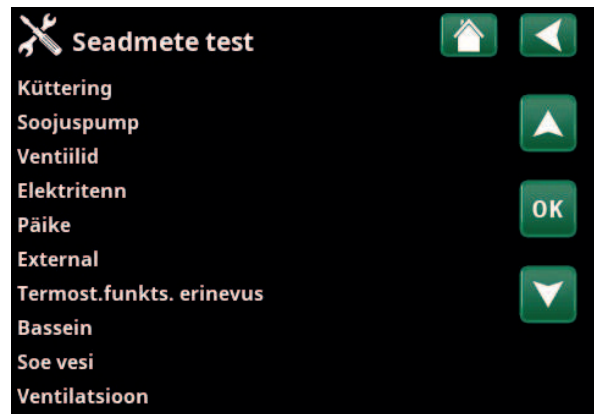 Seadmete test
Küttering
Soojuspump
Ventiilid
Elektritenn
Päike
OK
External
Termost.funkts. erinevus
Bassein
Soe vesi
Ventilatsioon